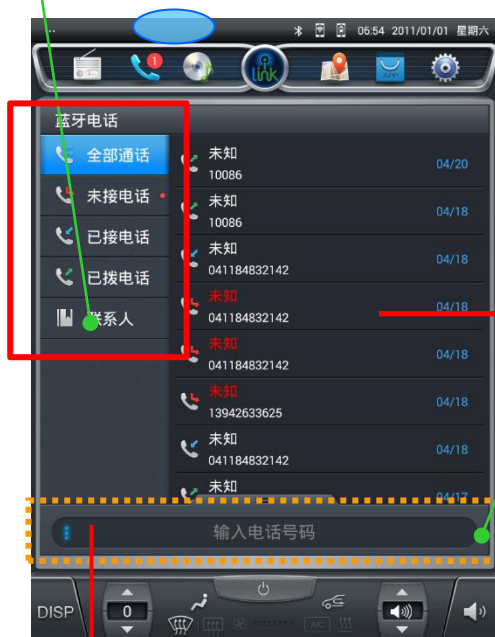 ...
06:54 2011/01/01 星期六
1
link
APP
蓝牙电话
全部通话
未接电话
已接电话
已拨电话
联系人
未知
10086
04/20
未知
10086
04/18
未知
041184832142
04/18
未知
041184832142
04/18
未知
041184832142
04/18
未知
13942633625
04/18
未知
041184832142
04/18
未知
04/17
输入电话号码
DISP
0
A/C